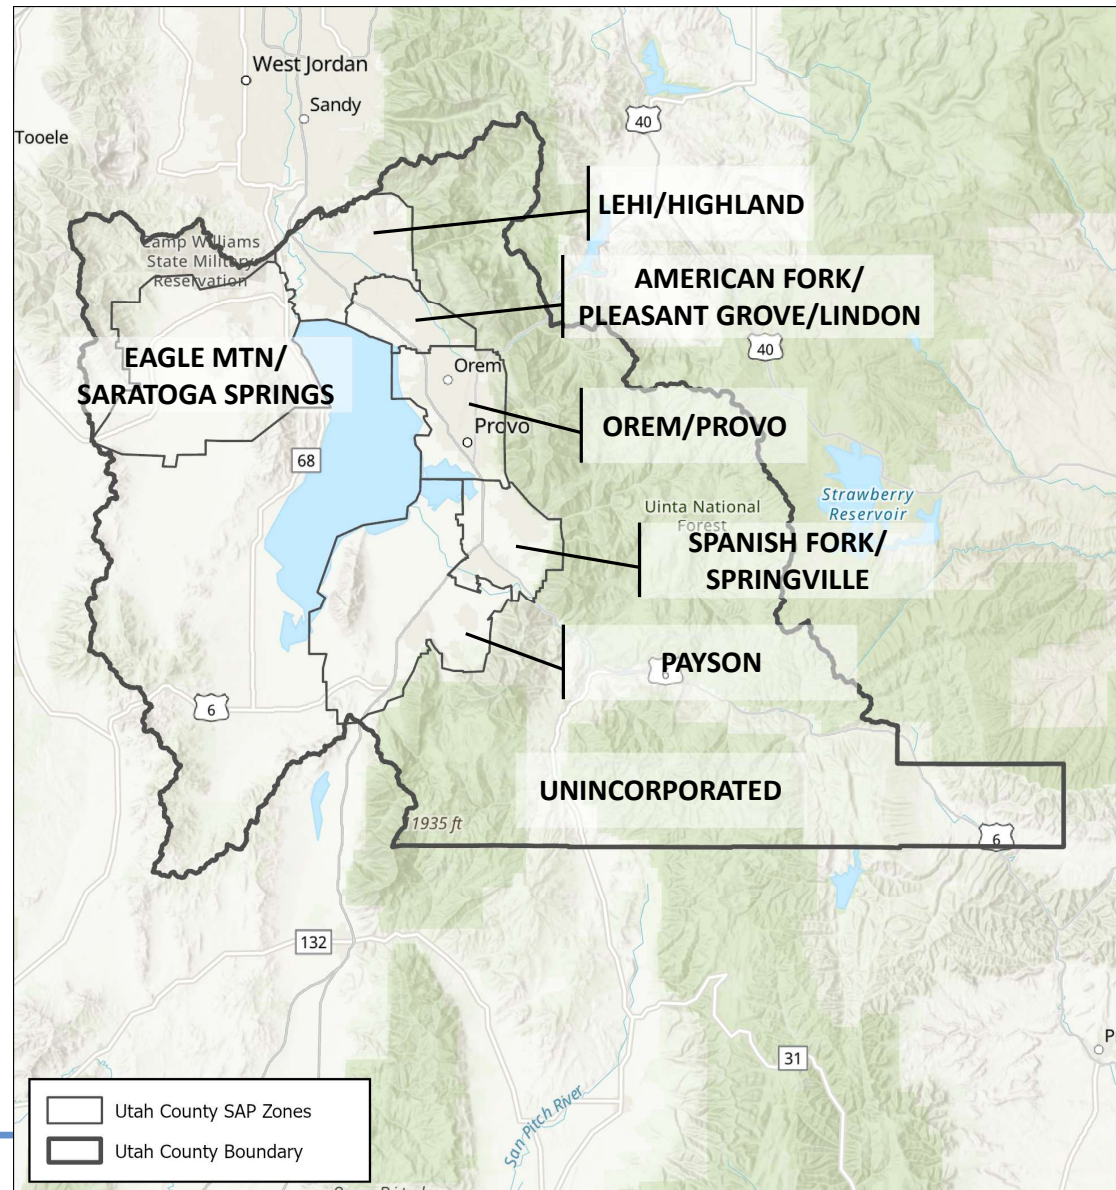 West Jordan
Sandy
Tooele
40
LEHI/HIGHLAND
Camp Williams
State Military
Reservation
AMERICAN FORK/
PLEASANT GROVE/LINDON
EAGLE MTN/
SARATOGA SPRINGS
40
Orem
OREM/PROVO
Provo
68
Strawberry
Reservoir
Uinta National
Forest
SPANISH FORK/
SPRINGVILLE
PAYSON
6
6
UNINCORPORATED
11935 ft
6
132
31
P
San Pitch River
Utah County SAP Zones
Utah County Boundary